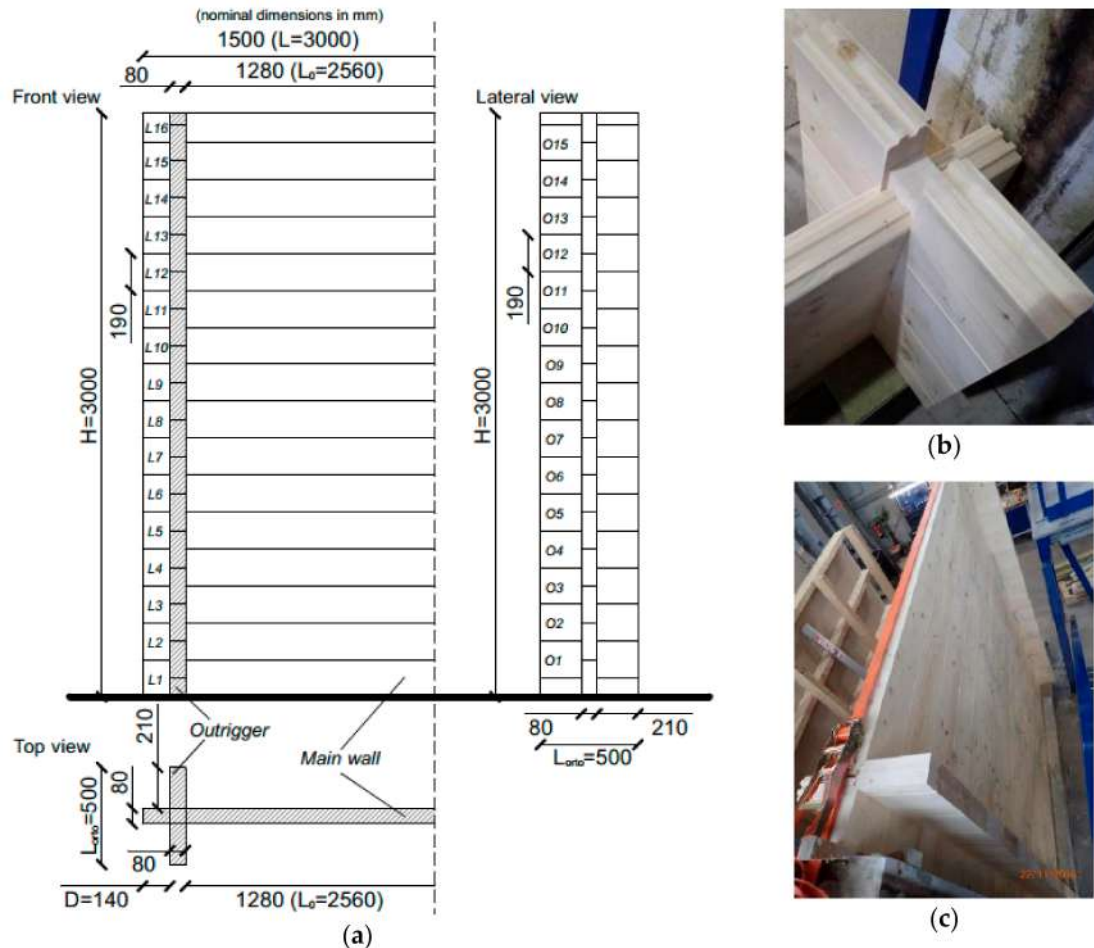 (nominal dimensions in mm)
1500 (L=3000)
80
1280 (L₀=2560)
Front view
Lateral view
L16
L15
L14
L13
L12
L11
L10
L9
L8
L7
L6
L5
L4
L3
L2
L1
190
H=3000
O15
O14
O13
O12
O11
O10
O9
O8
O7
O6
O5
O4
O3
O2
O1
190
H=3000
80
210
Lorto=500
Outrigger
Main wall
210
Top view
80
Lorto=500
80
D=140
1280 (L₀=2560)
(a)
(b)
(c)